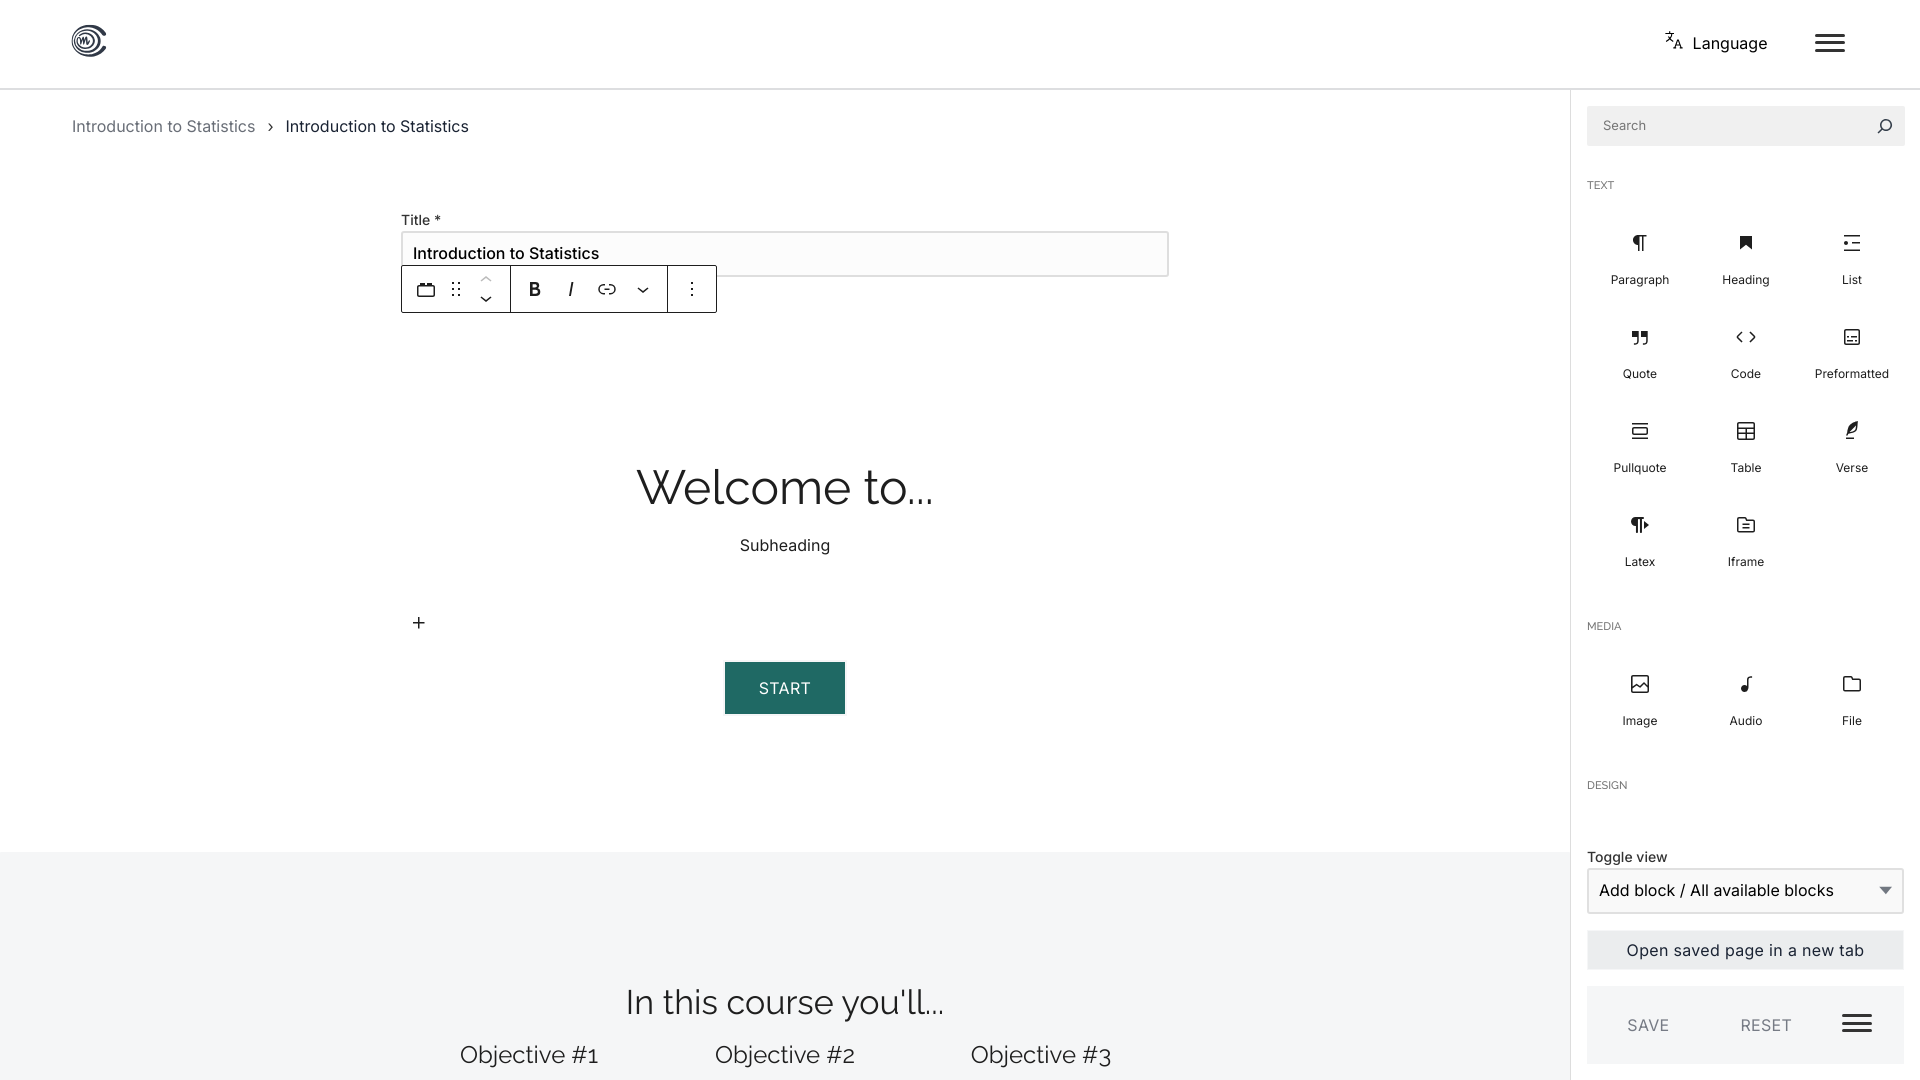 Language
Introduction to Statistics › Introduction to Statistics
Title *
Introduction to Statistics
B I
Welcome to...
Subheading
START
In this course you'll...
Objective #1 Objective #2 Objective #3
Search
TEXT
Paragraph Heading List
Quote Code Preformatted
Pullquote Table Verse
Latex Iframe
MEDIA
Image Audio File
DESIGN
Toggle view
Add block / All available blocks
Open saved page in a new tab
SAVE RESET